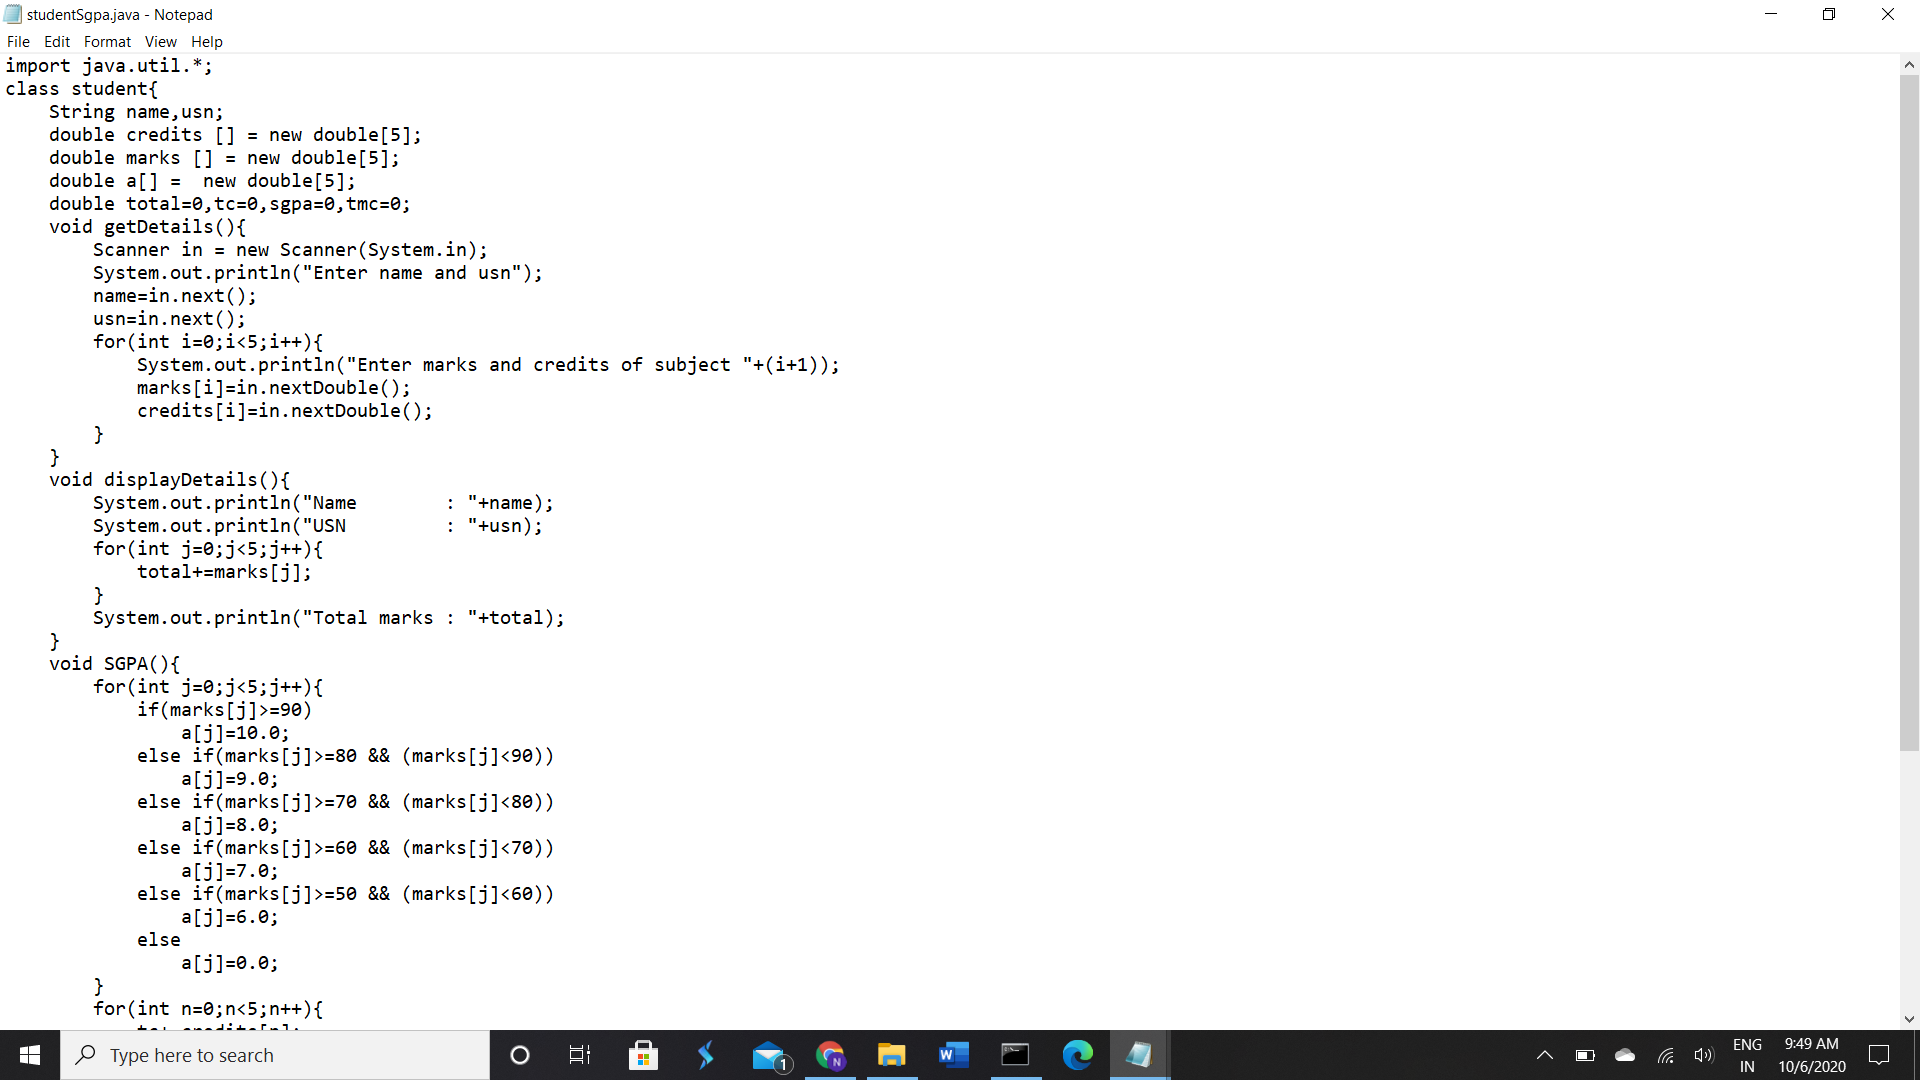 studentSgpa.java - Notepad
File Edit Format View Help
import java.util.*;
class student{
    String name,usn;
    double credits [] = new double[5];
    double marks [] = new double[5];
    double a[] =  new double[5];
    double total=0,tc=0,sgpa=0,tmc=0;
    void getDetails(){
        Scanner in = new Scanner(System.in);
        System.out.println("Enter name and usn");
        name=in.next();
        usn=in.next();
        for(int i=0;i<5;i++){
            System.out.println("Enter marks and credits of subject "+(i+1));
            marks[i]=in.nextDouble();
            credits[i]=in.nextDouble();
        }
    }
    void displayDetails(){
        System.out.println("Name        : "+name);
        System.out.println("USN         : "+usn);
        for(int j=0;j<5;j++){
            total+=marks[j];
        }
        System.out.println("Total marks : "+total);
    }
    void SGPA(){
        for(int j=0;j<5;j++){
            if(marks[j]>=90)
                a[j]=10.0;
            else if(marks[j]>=80 && (marks[j]<90))
                a[j]=9.0;
            else if(marks[j]>=70 && (marks[j]<80))
                a[j]=8.0;
            else if(marks[j]>=60 && (marks[j]<70))
                a[j]=7.0;
            else if(marks[j]>=50 && (marks[j]<60))
                a[j]=6.0;
            else
                a[j]=0.0;
        }
        for(int n=0;n<5;n++){
Type here to search
1
N
W
ENG
IN
9:49 AM
10/6/2020